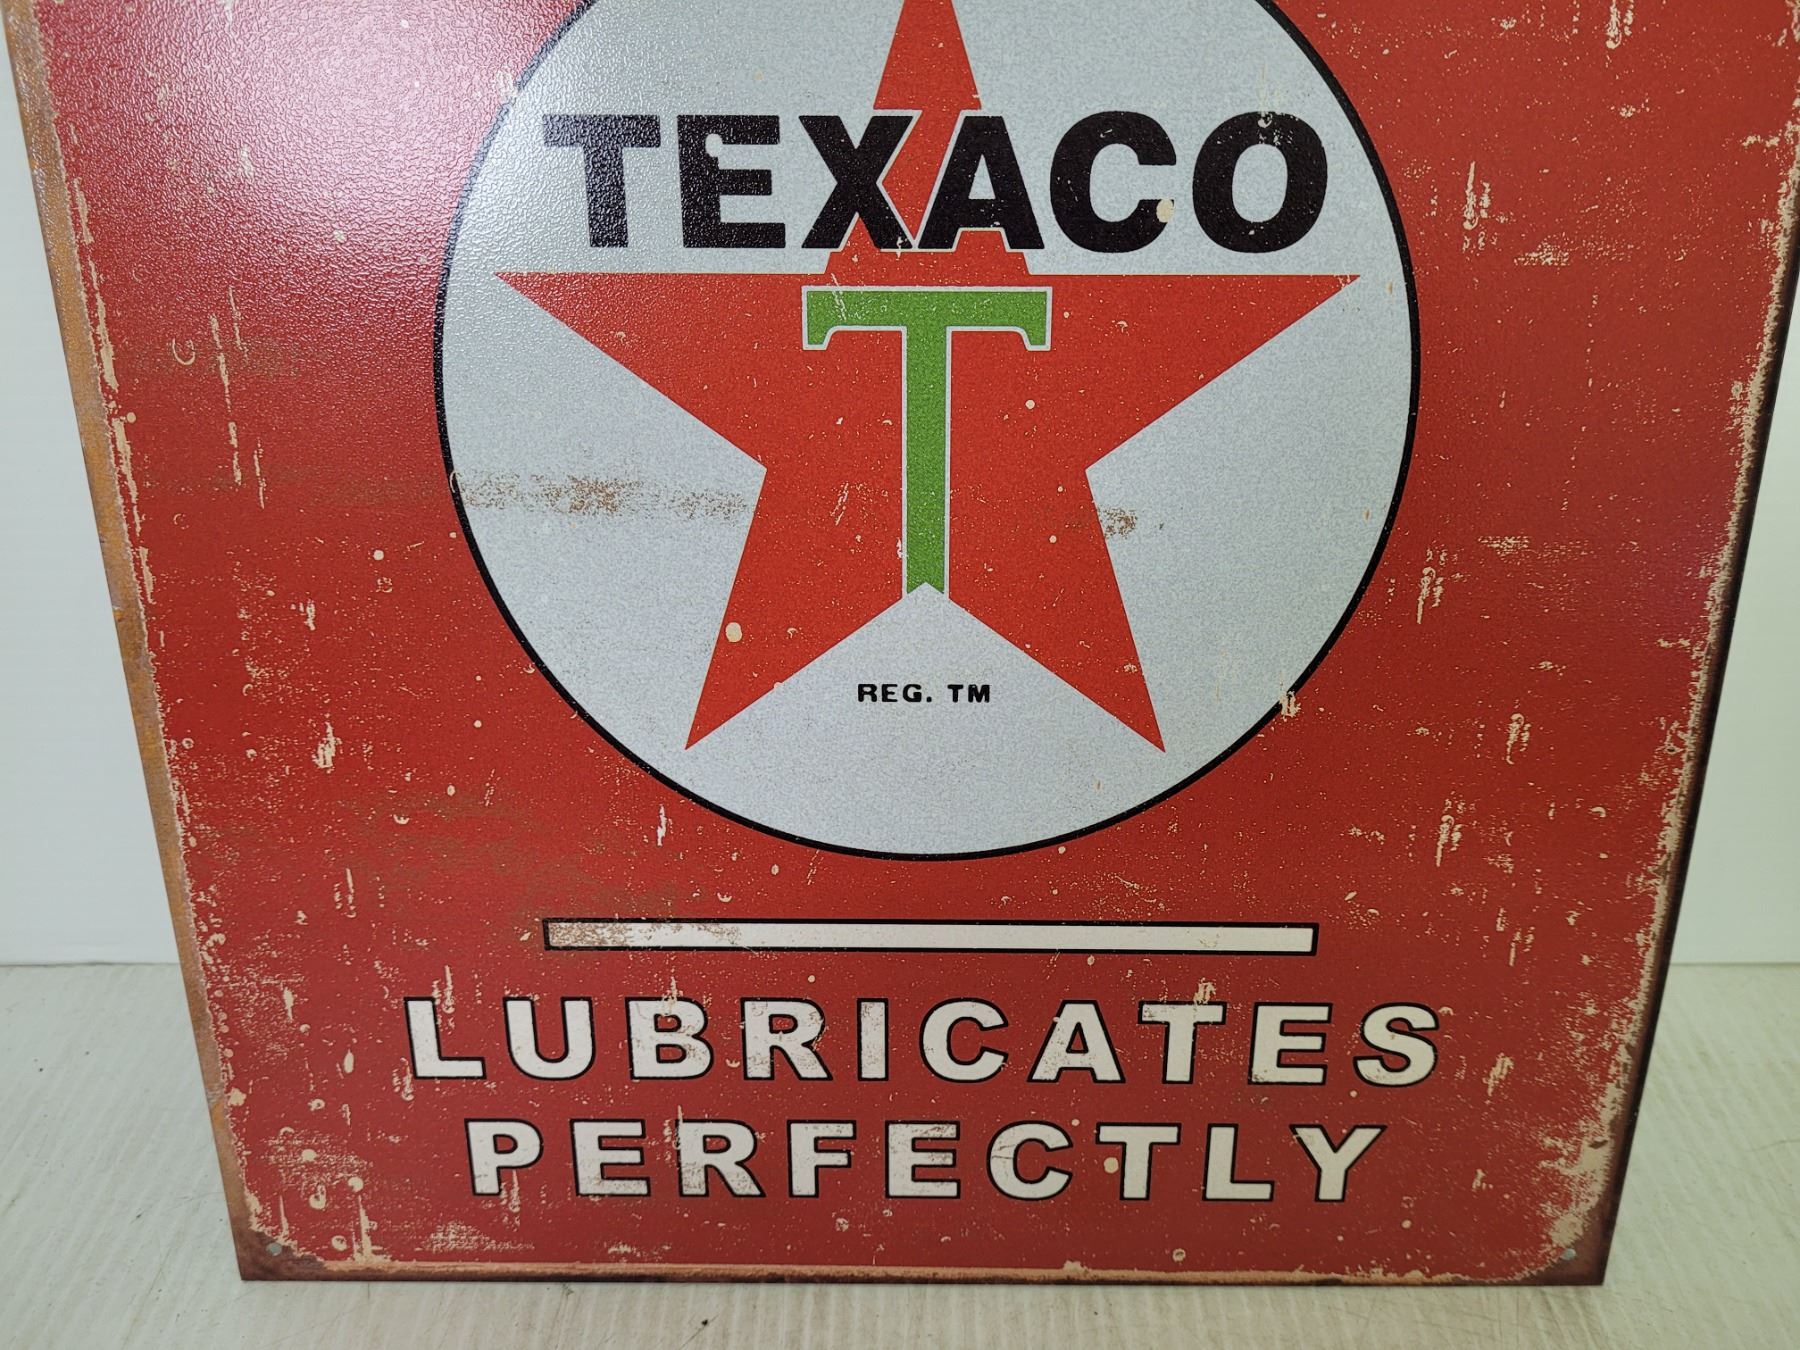 TEXACO
T
REG. TM
LUBRICATES
PERFECTLY